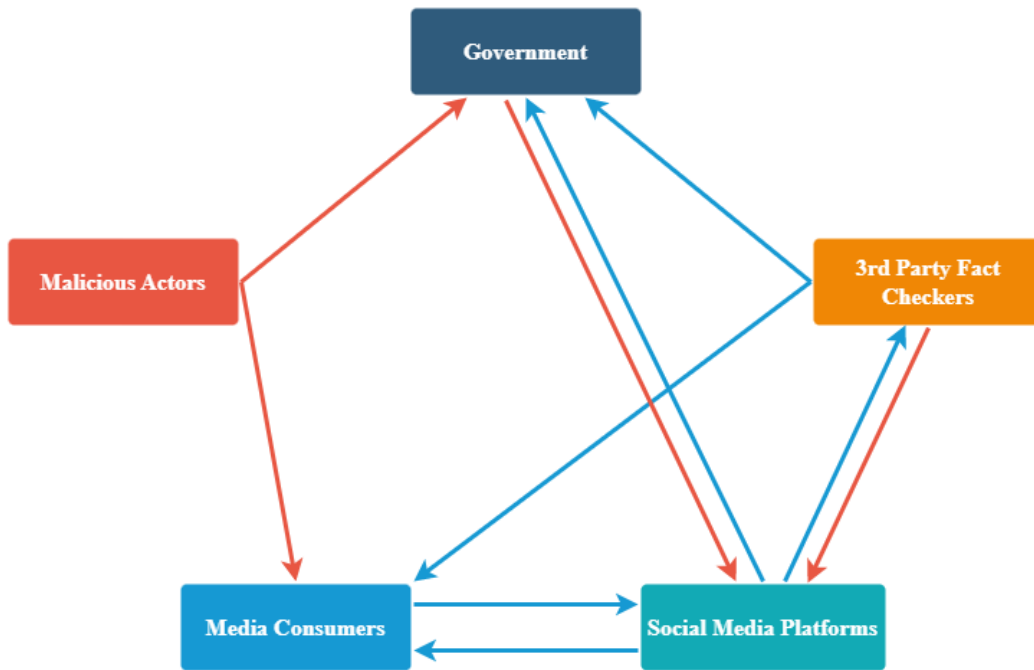 Government
Malicious Actors
3rd Party Fact
Checkers
Media Consumers
Social Media Platforms